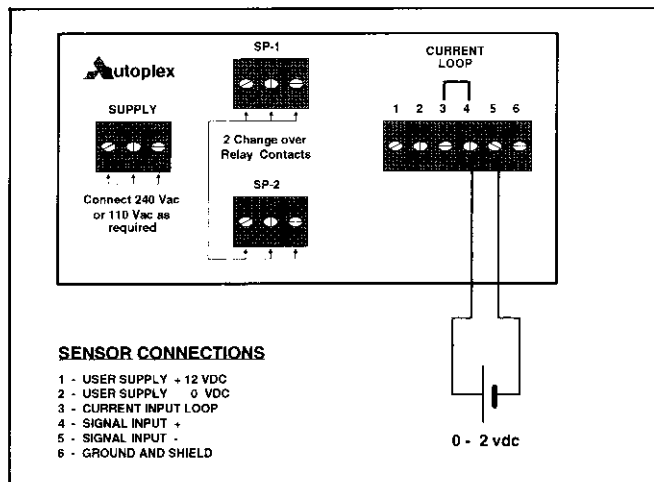 Autoplex
SP-1
CURRENT
LOOP
SUPPLY
1 2 3 4 5 6
2 Change over
Relay Contacts
SP-2
Connect 240 Vac
or 110 Vac as
required
SENSOR CONNECTIONS
1 - USER SUPPLY + 12 VDC
2 - USER SUPPLY 0 VDC
3 - CURRENT INPUT LOOP
4 - SIGNAL INPUT +
5 - SIGNAL INPUT -
6 - GROUND AND SHIELD
0 - 2 vdc